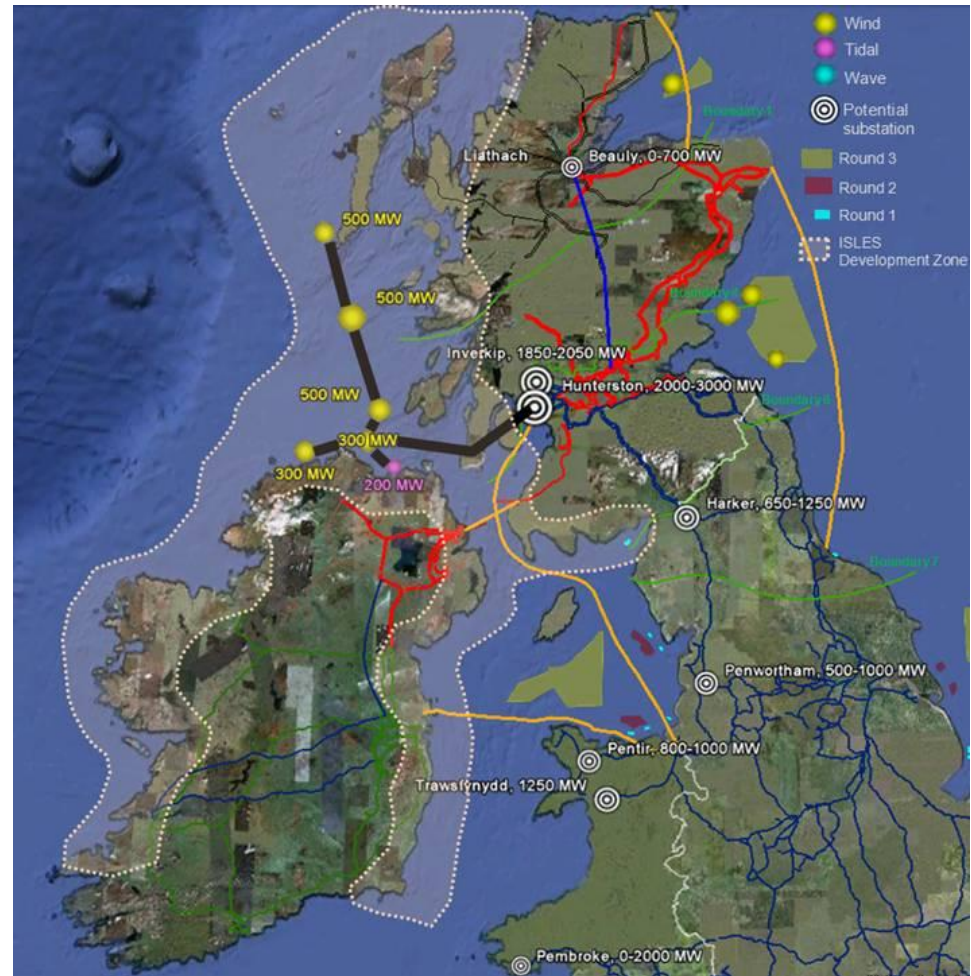 Wind
Tidal
Wave
Potential
substation
Round 3
Round 2
Round 1
ISLES
Development Zone
Boundary1
Liathach
Beauly, 0-700 MW
500 MW
500 MW
Inverkip, 1850-2050 MW
Hunterston, 2000-3000 MW
500 MW
Boundary6
300 MW
300 MW
200 MW
Harker, 650-1250 MW
Boundary7
Penwortham, 500-1000 MW
Pentir, 800-1000 MW
Trawsfynydd, 1250 MW
Pembroke, 0-2000 MW